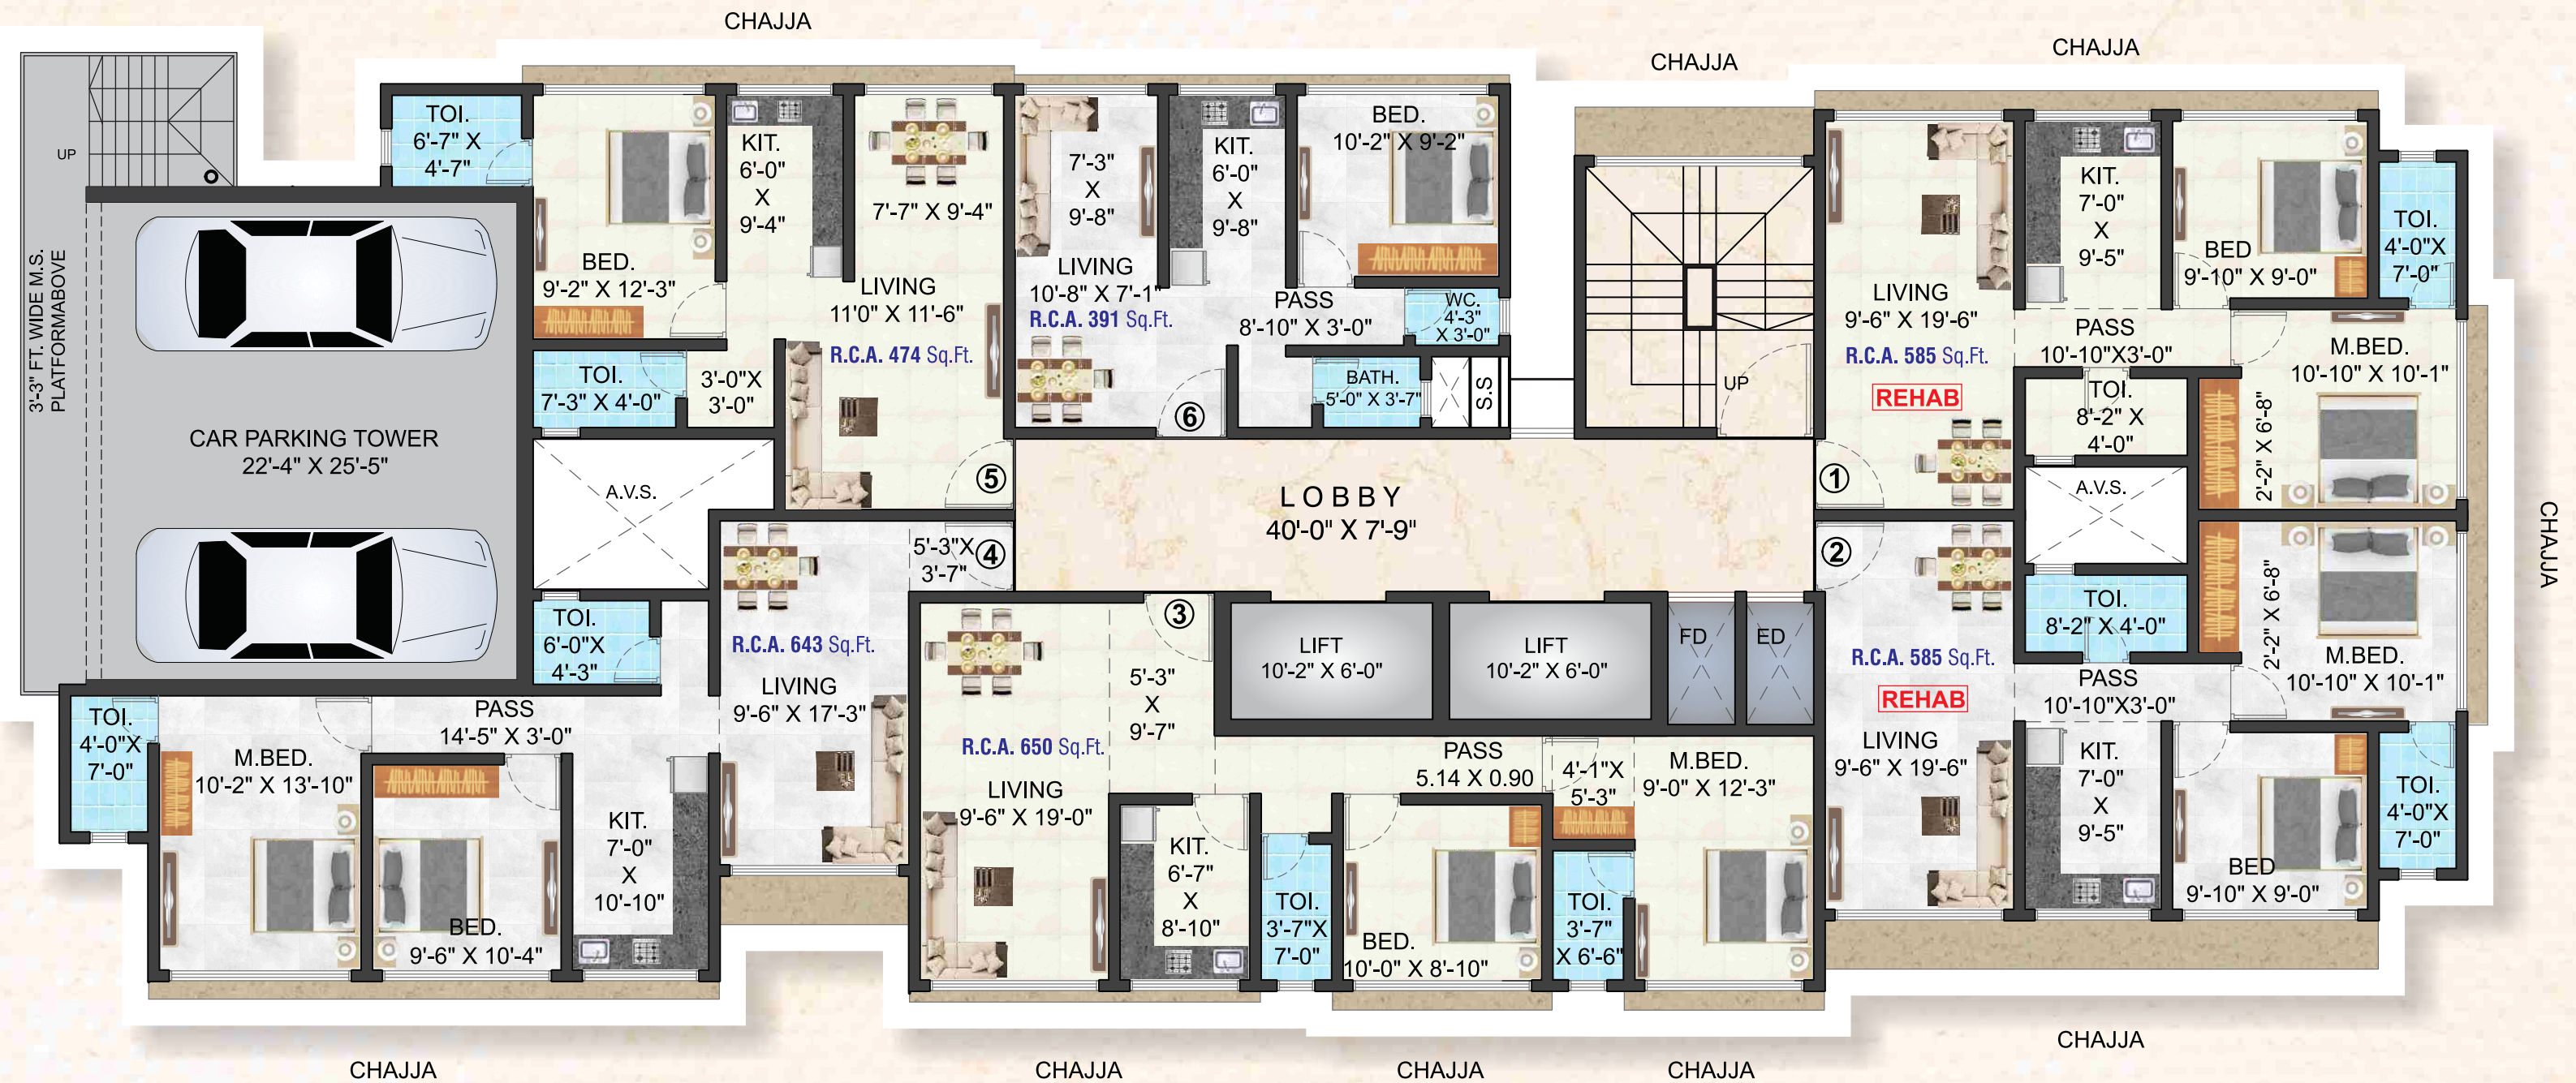 CHAJJA
CHAJJA
CHAJJA
UP
3'-3" FT. WIDE M.S.
PLATFORMABOVE
CAR PARKING TOWER
22'-4" X 25'-5"
TOI.
6'-7" X
4'-7"
BED.
9'-2" X 12'-3"
KIT.
6'-0"
X
9'-4"
7'-7" X 9'-4"
LIVING
11'0" X 11'-6"
R.C.A. 474 Sq.Ft.
TOI.
7'-3" X 4'-0"
3'-0"X
3'-0"
A.V.S.
5
7'-3"
X
9'-8"
LIVING
10'-8" X 7'-1"
R.C.A. 391 Sq.Ft.
KIT.
6'-0"
X
9'-8"
BED.
10'-2" X 9'-2"
PASS
8'-10" X 3'-0"
WC.
4'-3"
X 3'-0"
BATH.
5'-0" X 3'-7"
S.S
6
UP
LIVING
9'-6" X 19'-6"
R.C.A. 585 Sq.Ft.
REHAB
1
KIT.
7'-0"
X
9'-5"
BED
9'-10" X 9'-0"
TOI.
4'-0"X
7'-0"
PASS
10'-10"X3'-0"
M.BED.
10'-10" X 10'-1"
TOI.
8'-2" X
4'-0"
2'-2" X 6'-8"
A.V.S.
CHAJJA
LOBBY
40'-0" X 7'-9"
2
TOI.
8'-2" X 4'-0"
2'-2" X 6'-8"
M.BED.
10'-10" X 10'-1"
R.C.A. 585 Sq.Ft.
REHAB
LIVING
9'-6" X 19'-6"
PASS
10'-10"X3'-0"
KIT.
7'-0"
X
9'-5"
BED
9'-10" X 9'-0"
TOI.
4'-0"X
7'-0"
5'-3"X
3'-7"
4
TOI.
6'-0"X
4'-3"
R.C.A. 643 Sq.Ft.
LIVING
9'-6" X 17'-3"
PASS
14'-5" X 3'-0"
TOI.
4'-0"X
7'-0"
M.BED.
10'-2" X 13'-10"
BED.
9'-6" X 10'-4"
KIT.
7'-0"
X
10'-10"
3
5'-3"
X
9'-7"
R.C.A. 650 Sq.Ft.
LIVING
9'-6" X 19'-0"
LIFT
10'-2" X 6'-0"
LIFT
10'-2" X 6'-0"
FD
ED
PASS
5.14 X 0.90
4'-1"X
5'-3"
M.BED.
9'-0" X 12'-3"
KIT.
6'-7"
X
8'-10"
TOI.
3'-7"X
7'-0"
BED.
10'-0" X 8'-10"
TOI.
3'-7"
X 6'-6"
CHAJJA
CHAJJA
CHAJJA
CHAJJA
CHAJJA